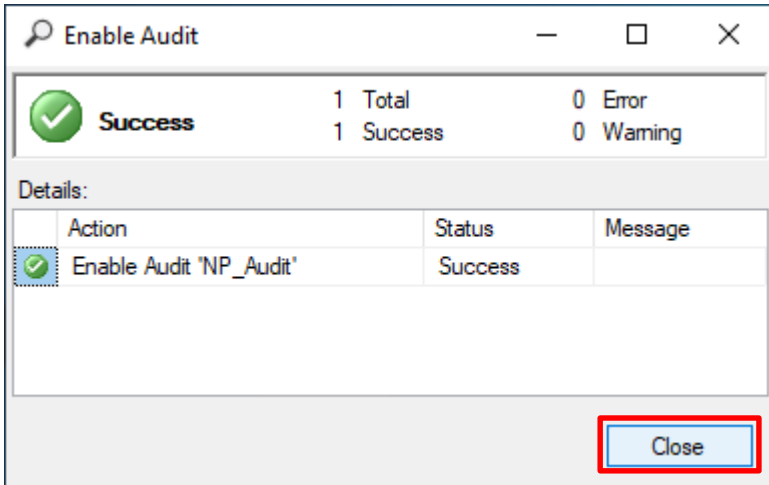 Enable Audit
Success
1 Total
0 Error
1 Success
0 Warning
Details:
Action Status Message
Enable Audit 'NP_Audit' Success
Close